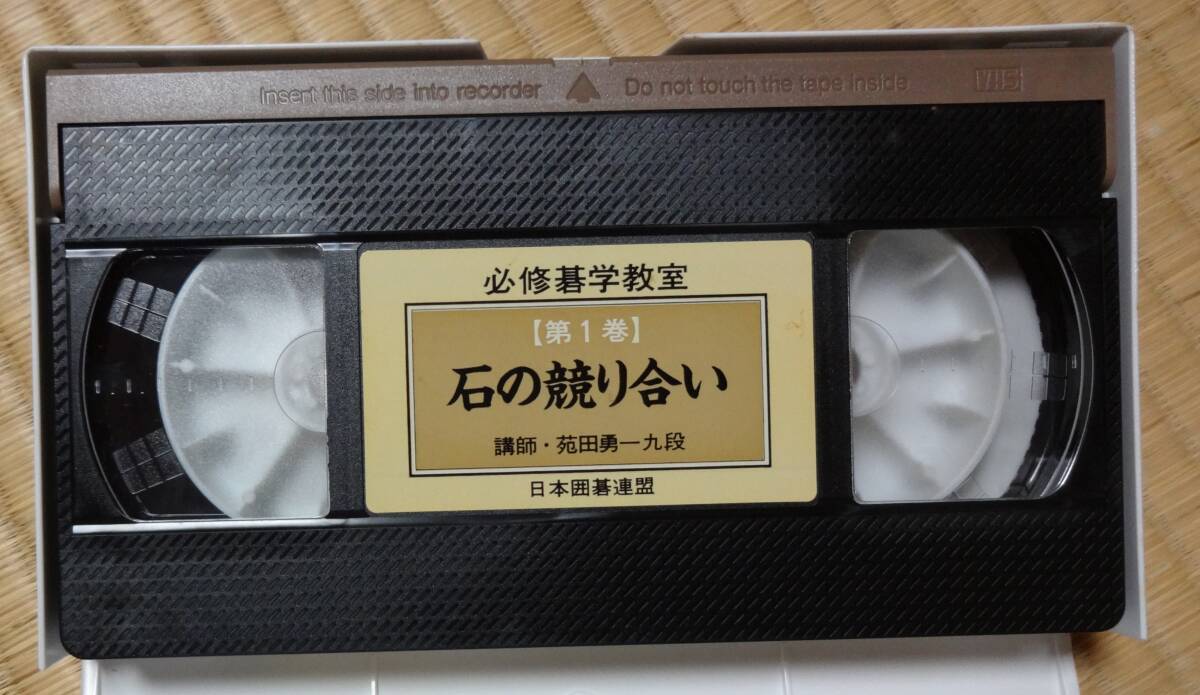 Insert this side into recorder Do not touch the tape inside VHS
必修碁学教室
【第1巻】
石の競り合い
講師・苑田勇一九段
日本囲碁連盟